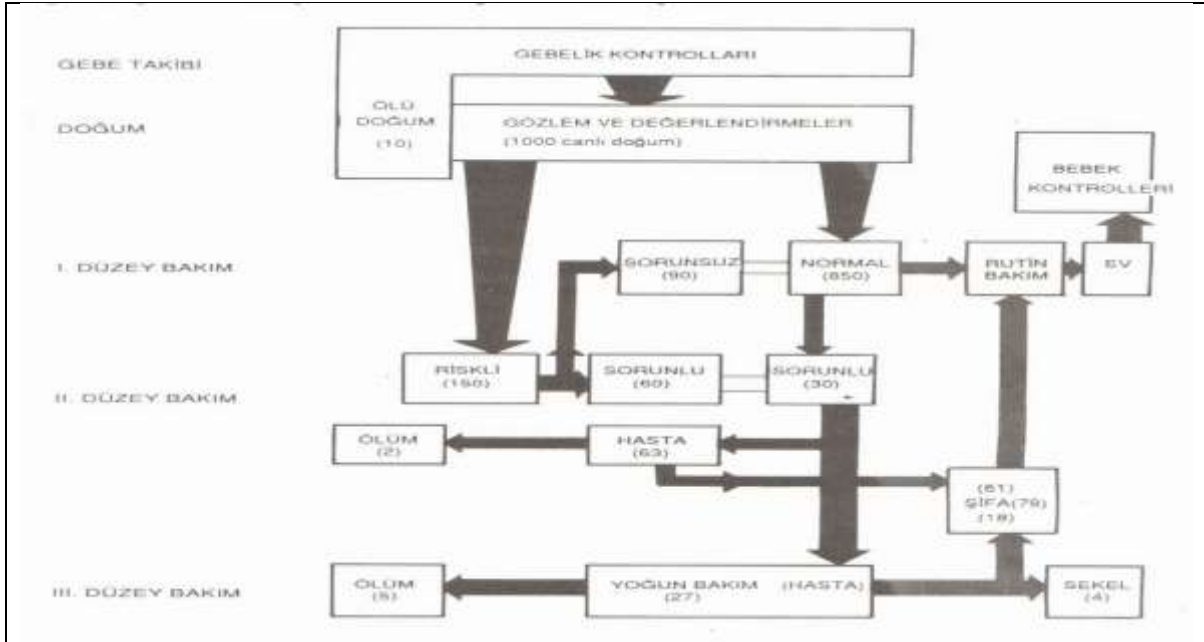 GEBELİK KONTROLLARI
GEBE TAKİBİ
ÖLÜ
DOĞUM
(10)
DOĞUM
GÖZLEM VE DEĞERLENDİRMELER
(1000 canlı doğum)
BEBEK
KONTROLLERİ
I. DÜZEY BAKIM
SORUNSUZ
(90)
NORMAL
(850)
RUTİN
BAKIM
EV
RİSKLİ
(150)
SORUNLU
(60)
SORUNLU
(30)
II. DÜZEY BAKIM
ÖLÜM
(2)
HASTA
(63)
(61)
ŞİFA(79)
(18)
III. DÜZEY BAKIM
ÖLÜM
(5)
YOĞUN BAKIM (HASTA)
(27)
SEKEL
(4)